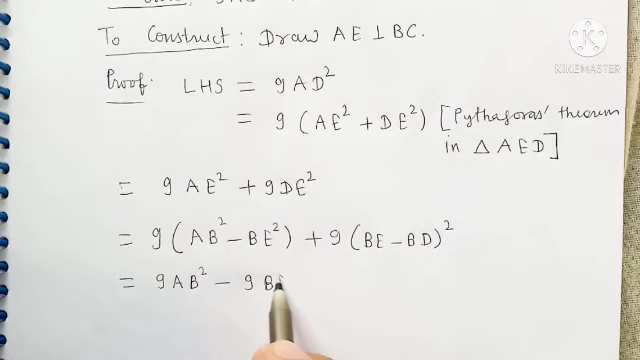 To Construct: Draw AE ⊥ BC.
KINEMASTER
Proof: LHS = 9AD²
= 9 (AE² + DE²) [Pythagoras' theorem
in △AED]
= 9AE² + 9DE²
= 9(AB² − BE²) + 9(BE − BD)²
= 9AB² − 9B